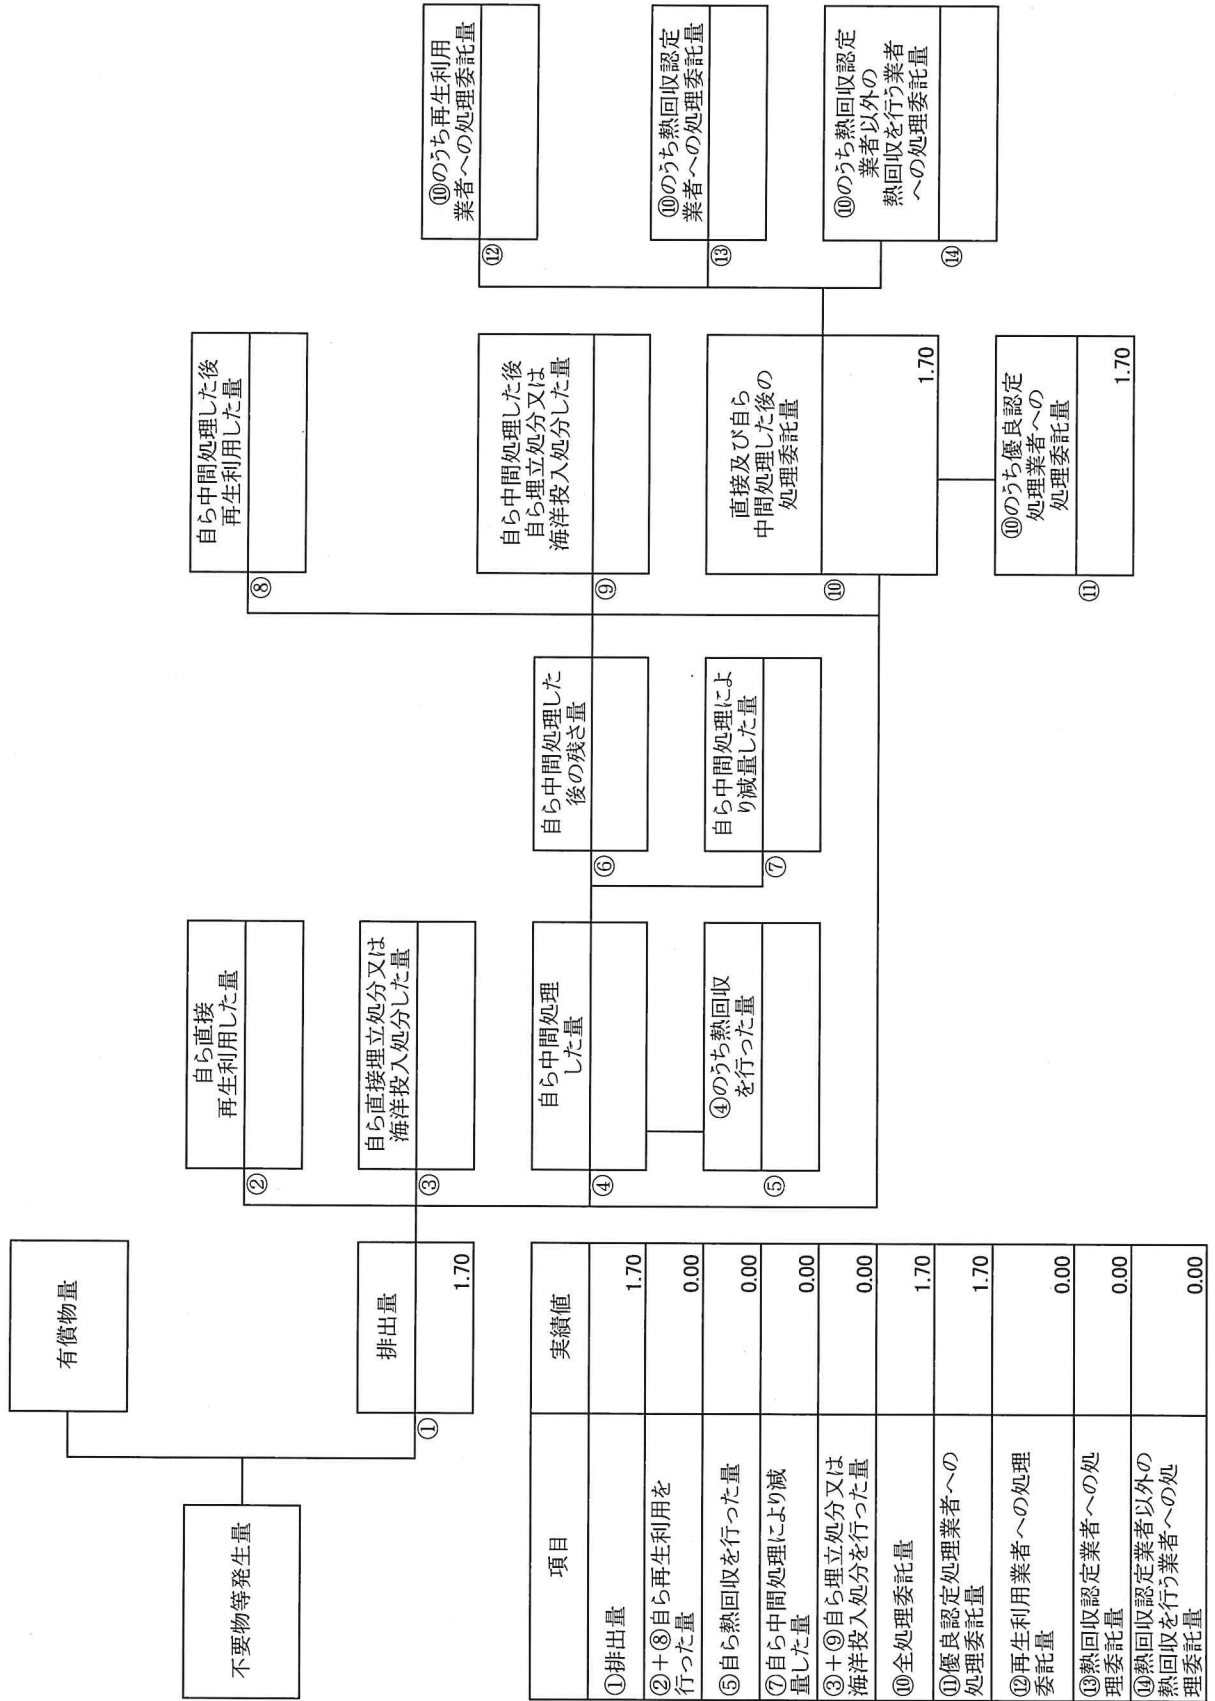 不要物等発生量
有償物量
排出量
①
1.70
自ら直接
再生利用した量
②
自ら直接埋立処分又は
海洋投入処分した量
③
自ら中間処理
した量
④
④のうち熱回収
を行った量
⑤
自ら中間処理した
後の残さ量
⑥
自ら中間処理によ
り減量した量
⑦
自ら中間処理した後
再生利用した量
⑧
自ら中間処理した後
自ら埋立処分又は
海洋投入処分した量
⑨
直接及び自ら
中間処理した後の
処理委託量
⑩
1.70
⑩のうち優良認定
処理業者への
処理委託量
⑪
1.70
⑩のうち再生利用
業者への処理委託量
⑫
⑩のうち熱回収認定
業者への処理委託量
⑬
⑩のうち熱回収認定
業者以外の
熱回収を行う業者
への処理委託量
⑭
項目 実績値
①排出量 1.70
②+⑧自ら再生利用を
行った量 0.00
⑤自ら熱回収を行った量 0.00
⑦自ら中間処理により減
量した量 0.00
③+⑨自ら埋立処分又は
海洋投入処分を行った量 0.00
⑩全処理委託量 1.70
⑪優良認定処理業者への
処理委託量 1.70
⑫再生利用業者への処理
委託量 0.00
⑬熱回収認定業者への処
理委託量 0.00
⑭熱回収認定業者以外の
熱回収を行う業者への処
理委託量 0.00